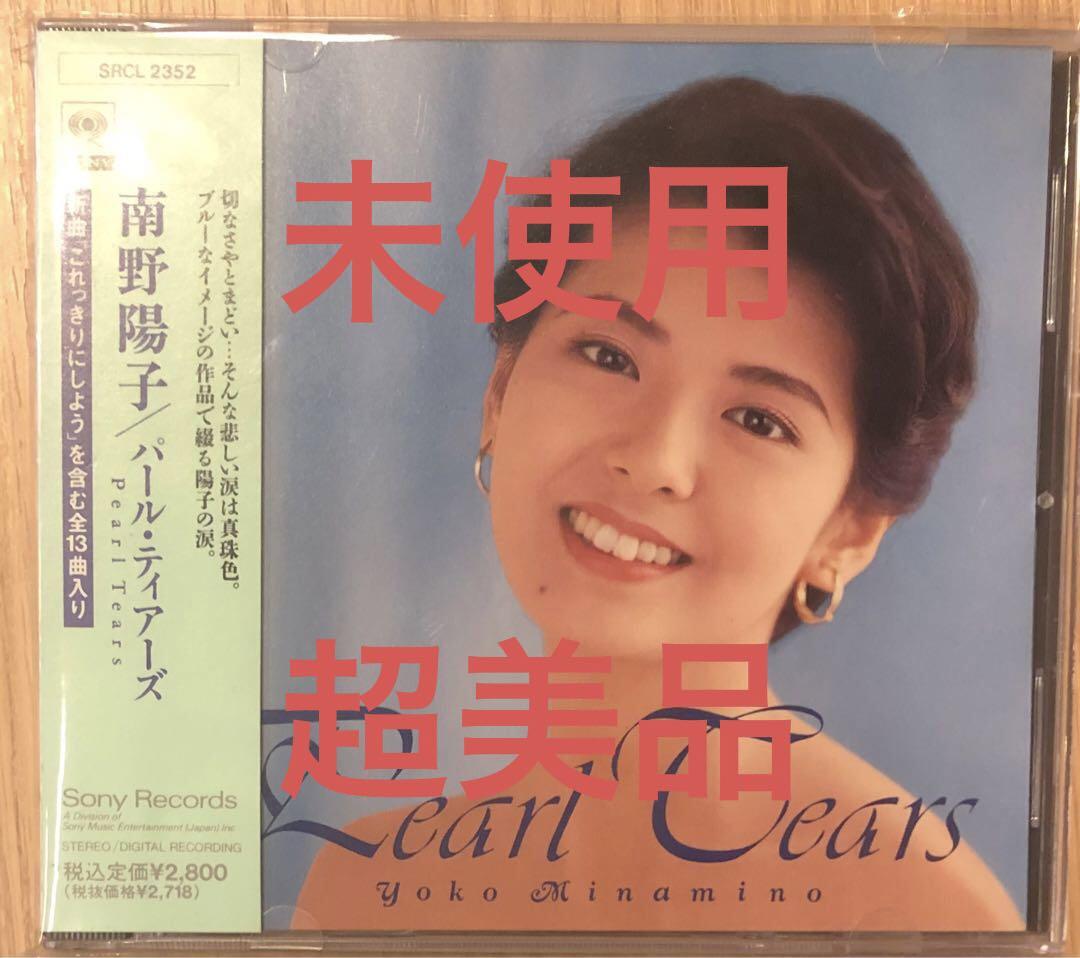 SRCL 2352
SONY
南野陽子/パール・ティアーズ
Pearl Tears
切なさやとまどい…そんな悲しい涙は真珠色。
ブルーなイメージの作品で綴る陽子の涙。
新曲「これっきりにしよう」を含む全13曲入り
Sony Records
A Division of
Sony Music Entertainment (Japan) Inc
STEREO/DIGITAL RECORDING
税込定価¥2,800
(税抜価格¥2,718)
未使用
超美品
Pearl Tears
Yoko Minamino